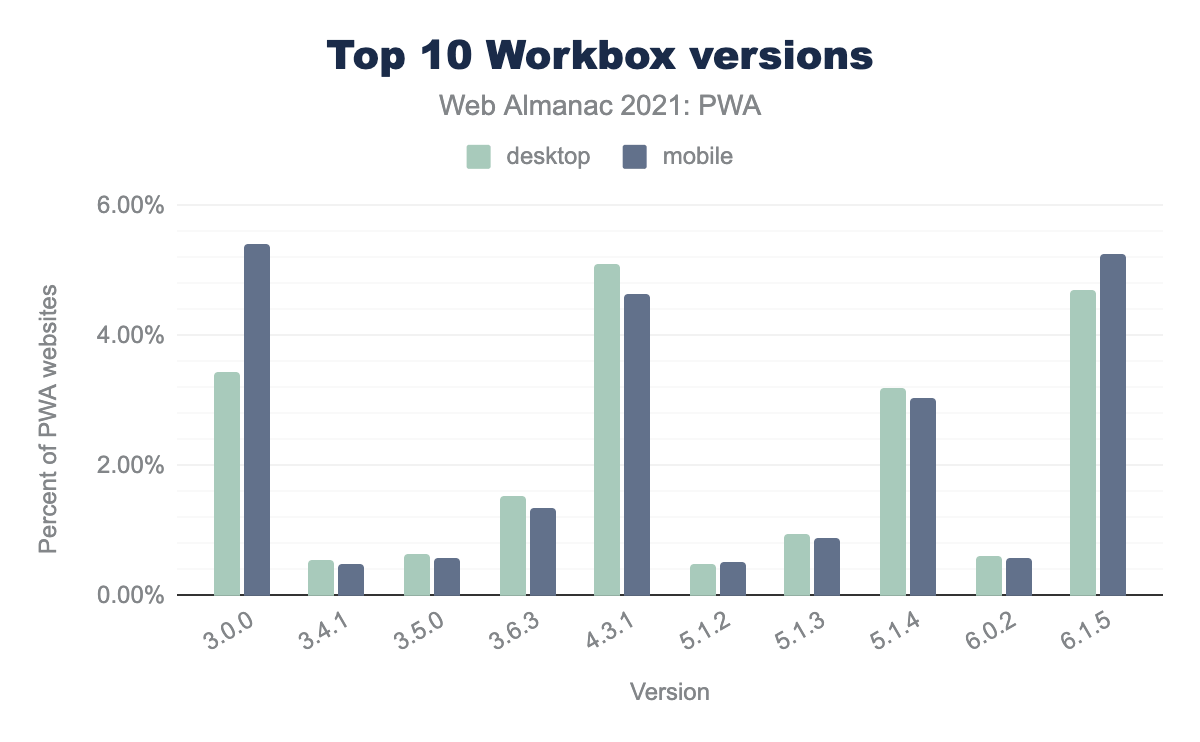 Top 10 Workbox versions
Web Almanac 2021: PWA
desktop
mobile
Percent of PWA websites
6.00%
4.00%
2.00%
0.00%
3.0.0
3.4.1
3.5.0
3.6.3
4.3.1
5.1.2
5.1.3
5.1.4
6.0.2
6.1.5
Version